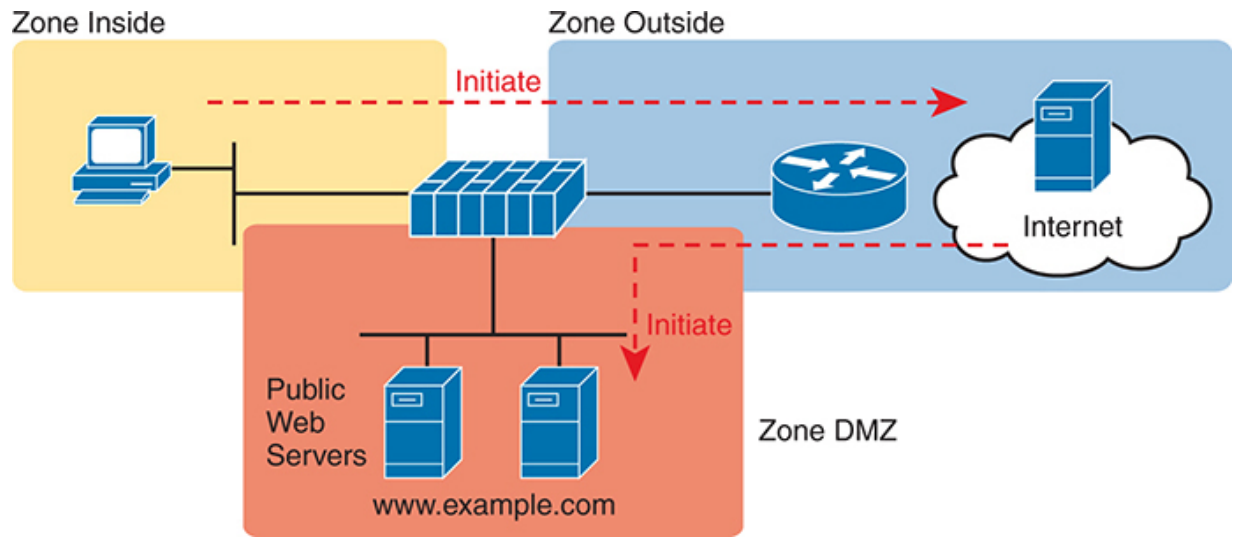 Zone Inside
Zone Outside
Initiate
Internet
Initiate
Public
Web
Servers
Zone DMZ
www.example.com